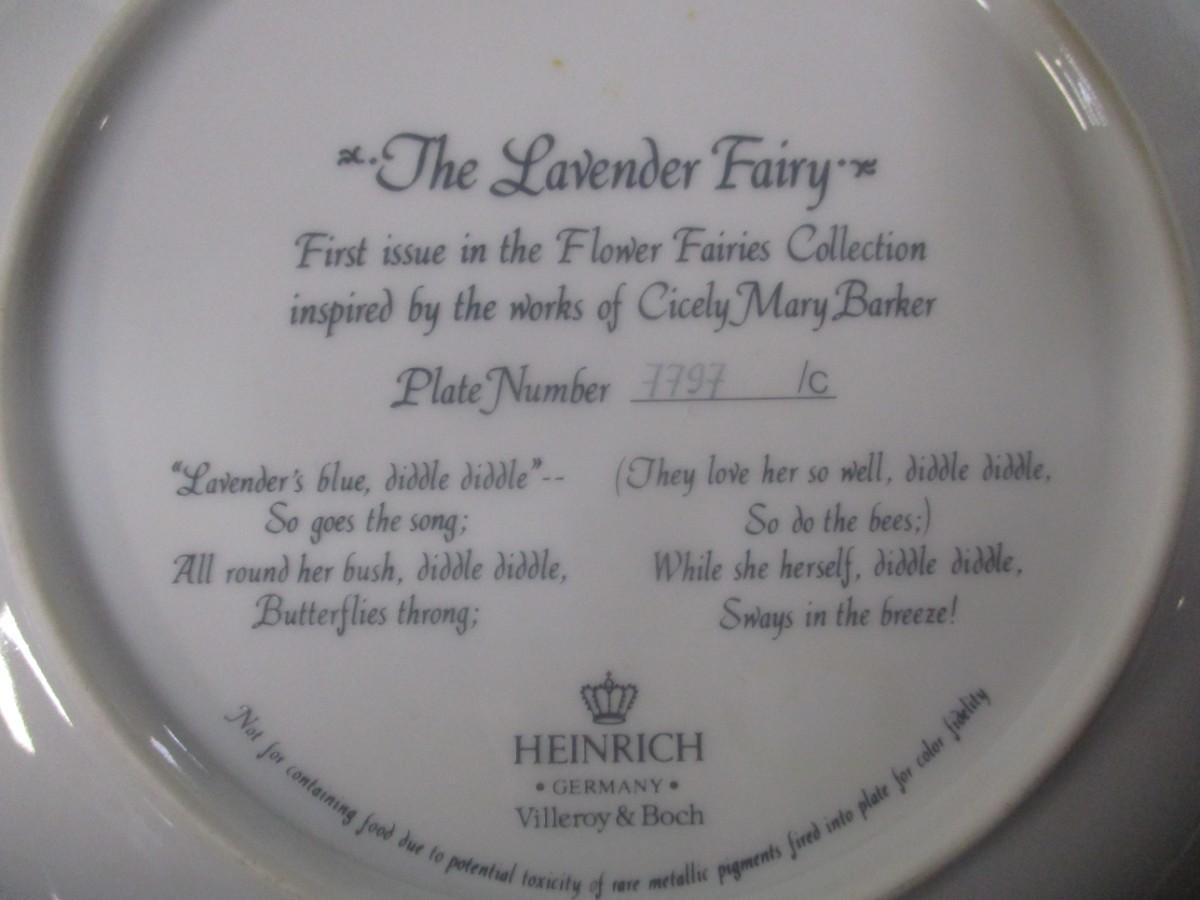 The Lavender Fairy
First issue in the Flower Fairies Collection
inspired by the works of Cicely Mary Barker
Plate Number 7797 /C
"Lavender's blue, diddle diddle"--
So goes the song;
All round her bush, diddle diddle,
Butterflies throng;
(They love her so well, diddle diddle,
So do the bees;)
While she herself, diddle diddle,
Sways in the breeze!
HEINRICH
• GERMANY •
Villeroy & Boch
Not for containing food due to potential toxicity of rare metallic pigments fired into plate for color fidelity